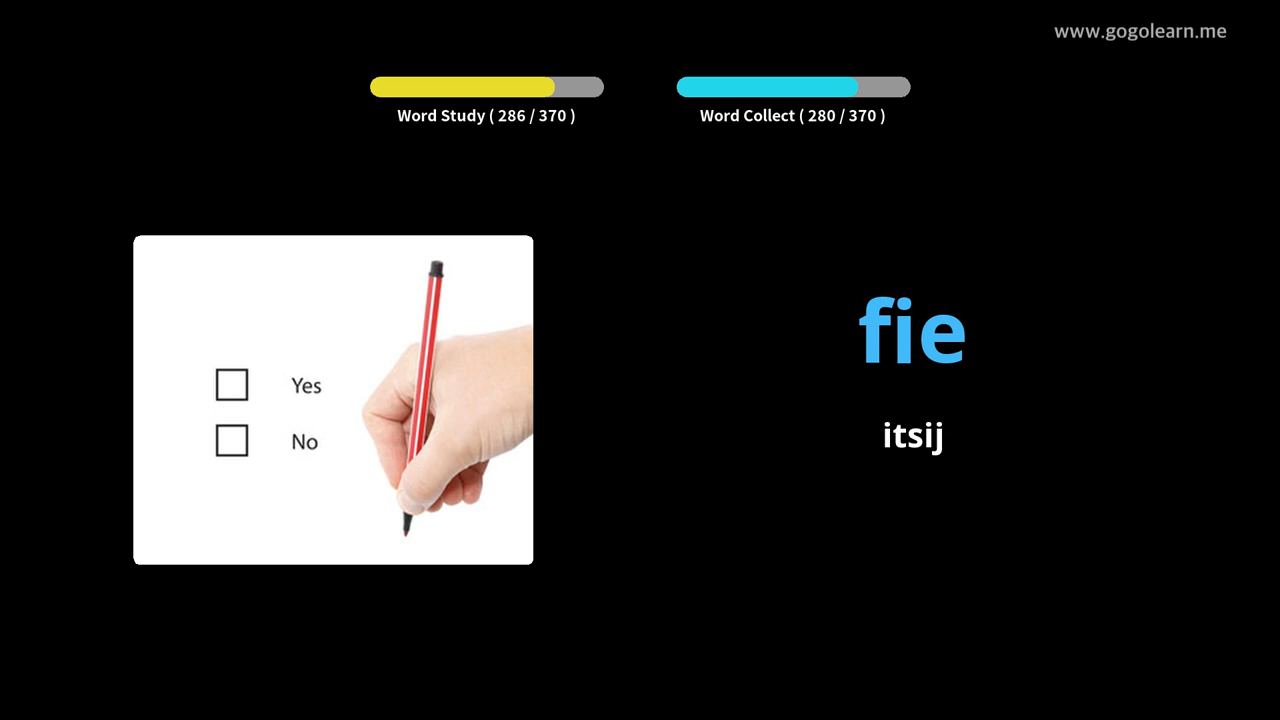 www.gogolearn.me
Word Study ( 286 / 370 )
Word Collect ( 280 / 370 )
Yes
No
fie
itsij